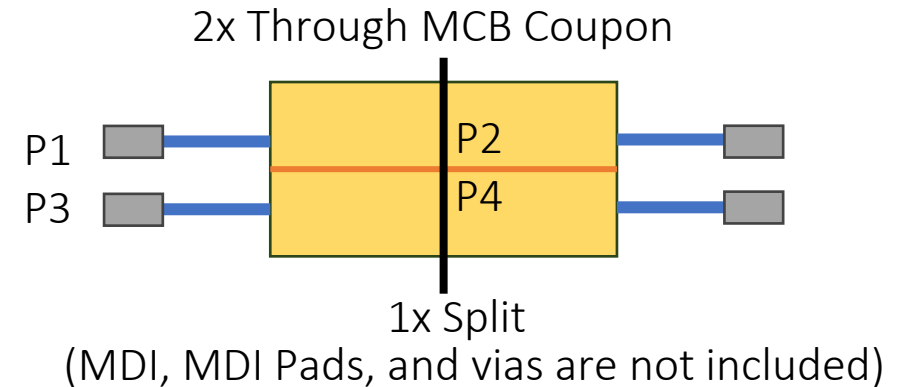 2x Through MCB Coupon
P1
P2
P3
P4
1x Split
(MDI, MDI Pads, and vias are not included)